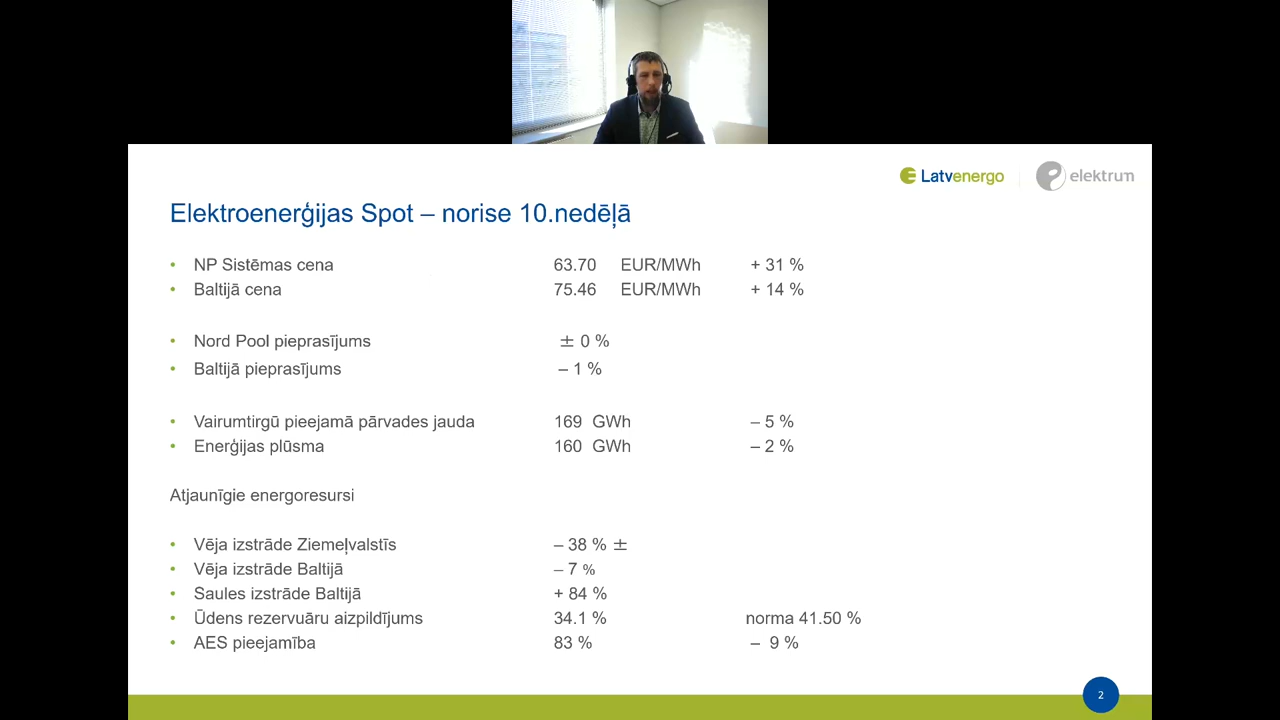 Latvenergo elektrum
Elektroenerģijas Spot – norise 10.nedēļā
• NP Sistēmas cena 63.70 EUR/MWh + 31 %
• Baltijā cena 75.46 EUR/MWh + 14 %
• Nord Pool pieprasījums ± 0 %
• Baltijā pieprasījums – 1 %
• Vairumtirgū pieejamā pārvades jauda 169 GWh – 5 %
• Enerģijas plūsma 160 GWh – 2 %
Atjaunīgie energoresursi
• Vēja izstrāde Ziemeļvalstīs – 38 % ±
• Vēja izstrāde Baltijā – 7 %
• Saules izstrāde Baltijā + 84 %
• Ūdens rezervuāru aizpildījums 34.1 % norma 41.50 %
• AES pieejamība 83 % – 9 %
2